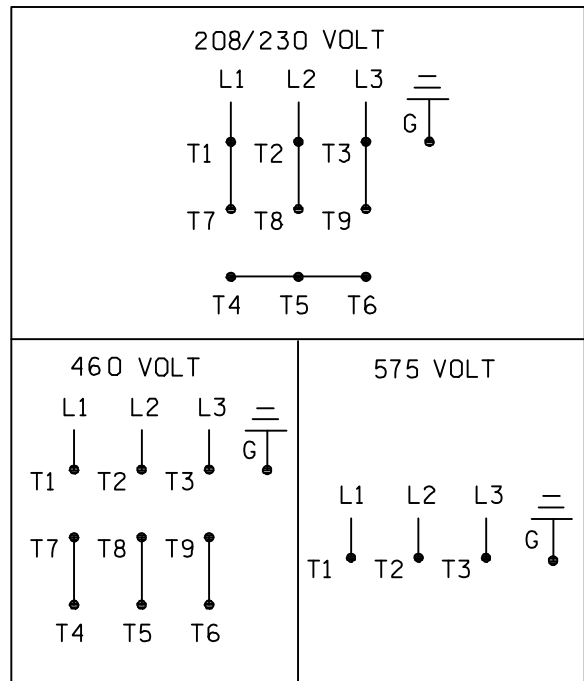 208/230 VOLT
L1 L2 L3
G
T1 T2 T3
T7 T8 T9
T4 T5 T6
460 VOLT
L1 L2 L3
G
T1 T2 T3
T7 T8 T9
T4 T5 T6
575 VOLT
L1 L2 L3
G
T1 T2 T3